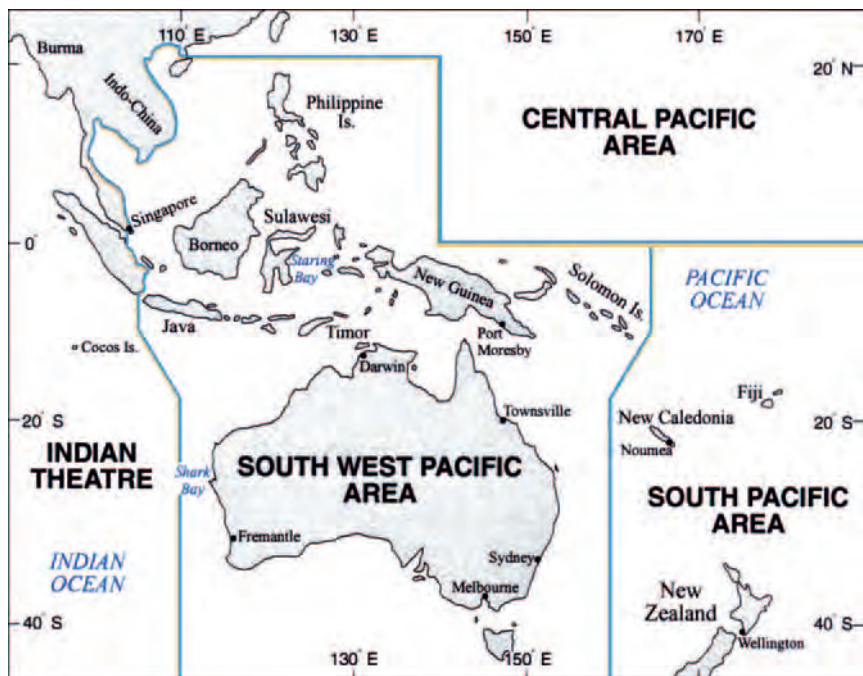 110° E
130° E
150° E
170° E
Burma
20° N
Indo-China
Philippine
Is.
CENTRAL PACIFIC
AREA
Singapore
Sulawesi
0°
Borneo
Staring
Bay
New Guinea
Solomon Is.
PACIFIC
OCEAN
Java
Timor
Port
Moresby
Cocos Is.
Darwin
Fiji
Townsville
New Caledonia
20° S
20° S
Noumea
INDIAN
THEATRE
Shark
Bay
SOUTH WEST PACIFIC
AREA
SOUTH PACIFIC
AREA
Fremantle
INDIAN
OCEAN
Sydney
Melbourne
New
Zealand
40° S
40° S
Wellington
130° E
150° E